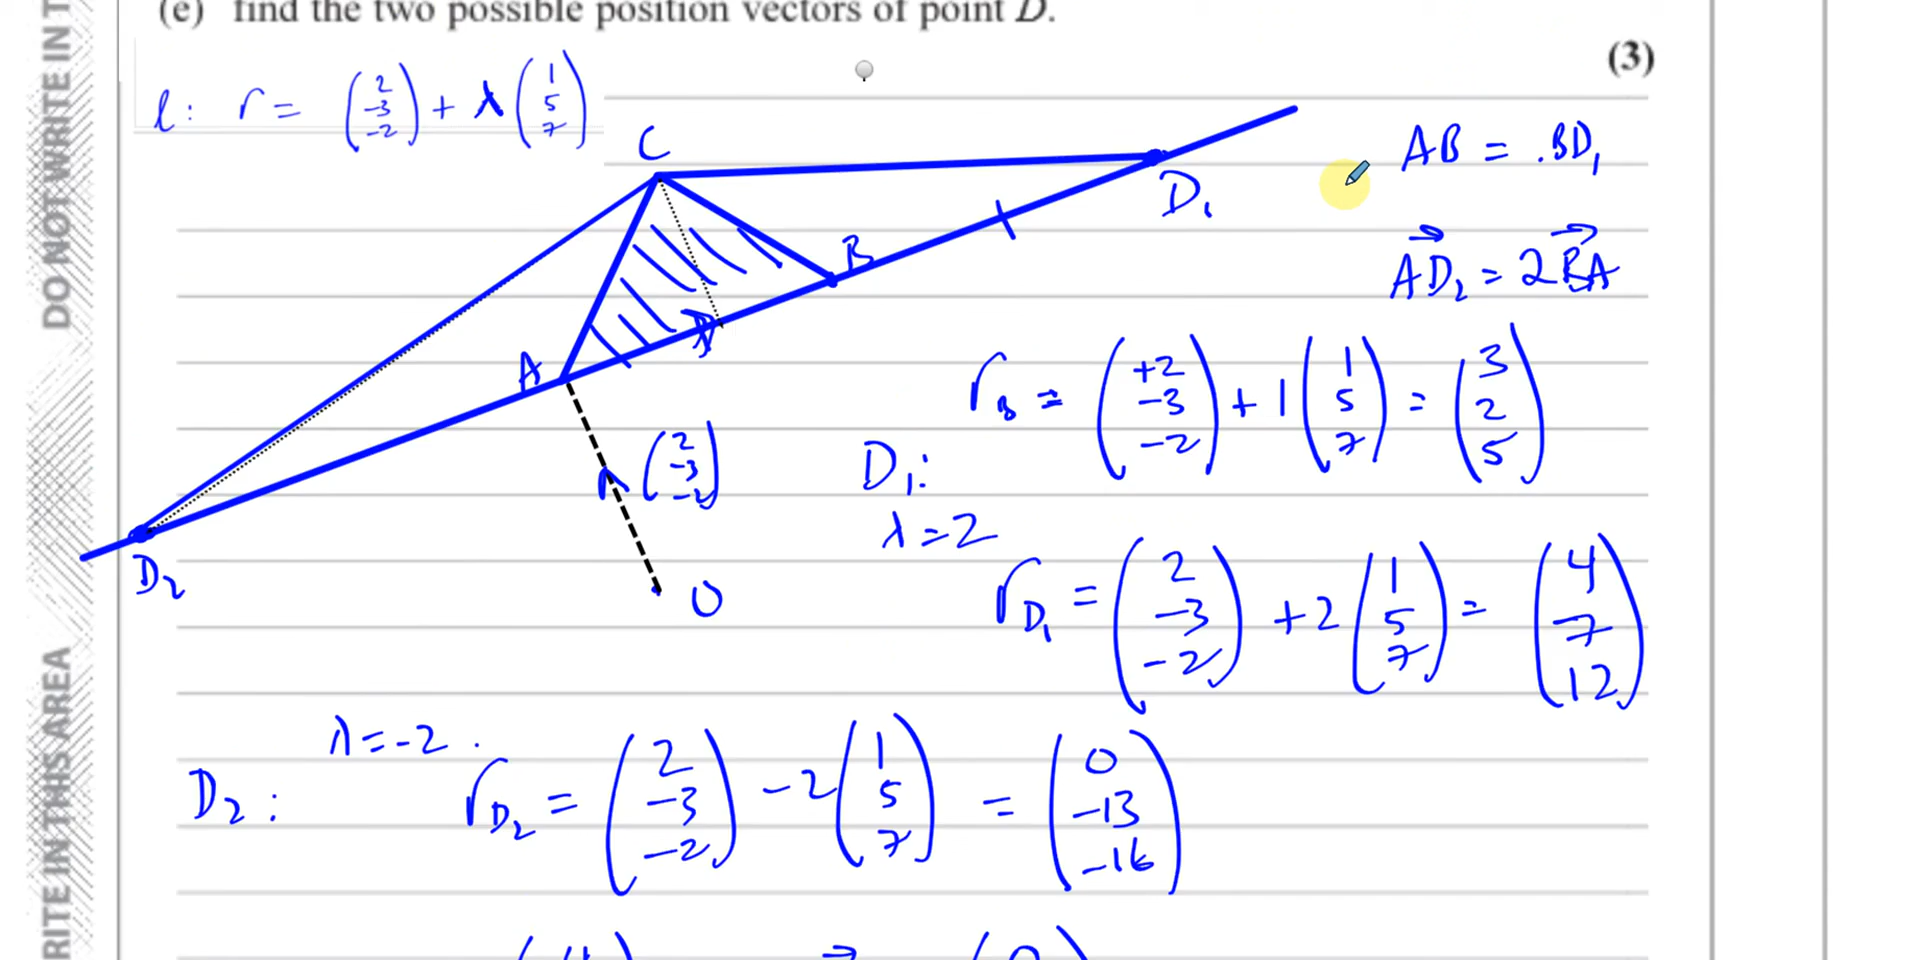 (e) find the two possible position vectors of point D.
(3)
l: r = (2 -3 -2) + λ (1 5 7)
C
AB = .BD₁
D₁
B
AD₂ = 2BA
A
r_B = (+2 -3 -2) + 1 (1 5 7) = (3 2 5)
(2 -3 -2)
D₁:
λ = 2
D₂
O
r_D₁ = (2 -3 -2) + 2 (1 5 7) = (4 7 12)
λ = -2 .
D₂ :
r_D₂ = (2 -3 -2) - 2 (1 5 7) = (0 -13 -16)
DO NOT WRITE IN T
RITE IN THIS AREA